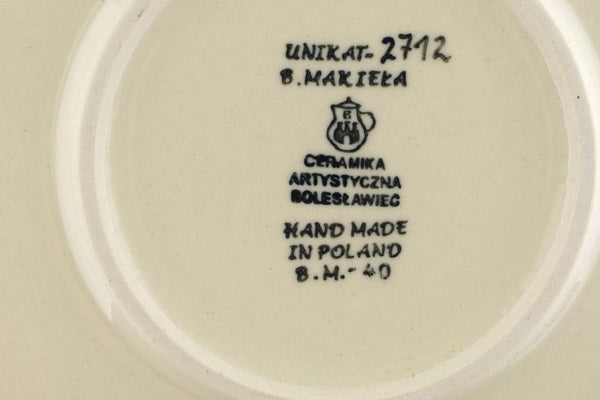 UNIKAT-2712
B.MAKIEŁA
CERAMIKA
ARTYSTYCZNA
BOLESŁAWIEC
HAND MADE
IN POLAND
B.M.-40